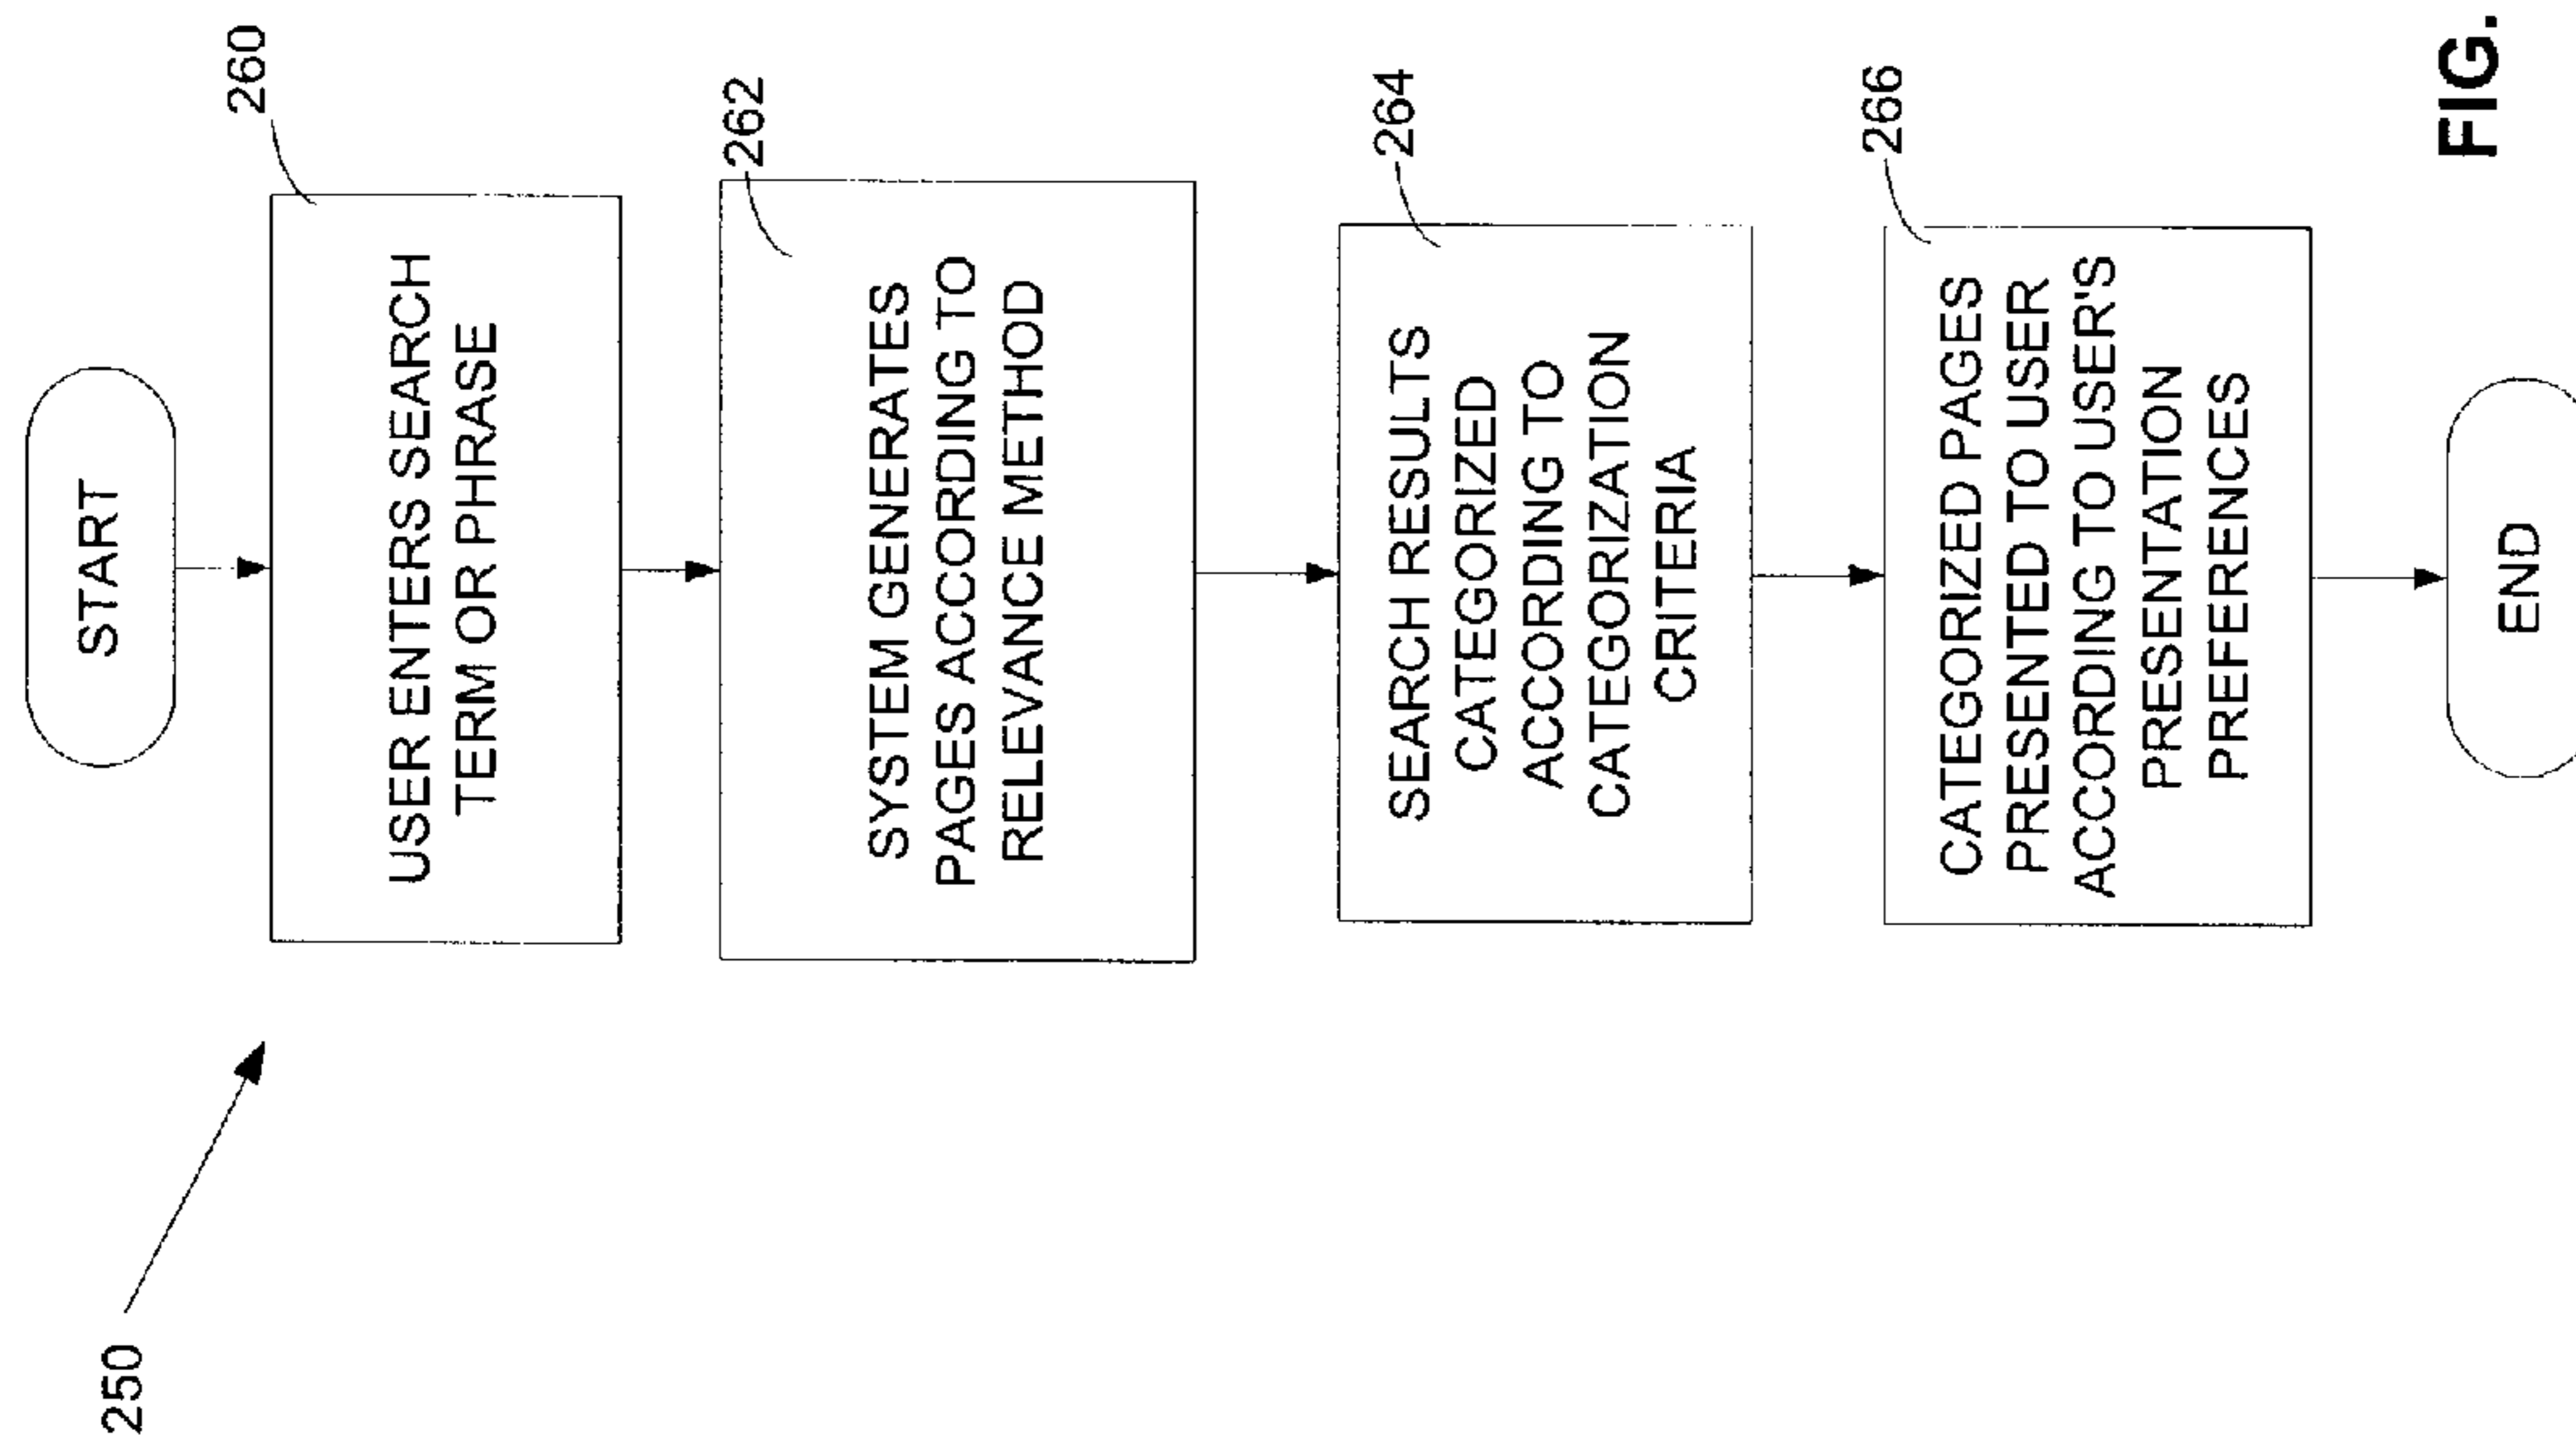 250
START
260
USER ENTERS SEARCH
TERM OR PHRASE
262
SYSTEM GENERATES
PAGES ACCORDING TO
RELEVANCE METHOD
264
SEARCH RESULTS
CATEGORIZED
ACCORDING TO
CATEGORIZATION
CRITERIA
266
CATEGORIZED PAGES
PRESENTED TO USER
ACCORDING TO USER'S
PRESENTATION
PREFERENCES
END
FIG.